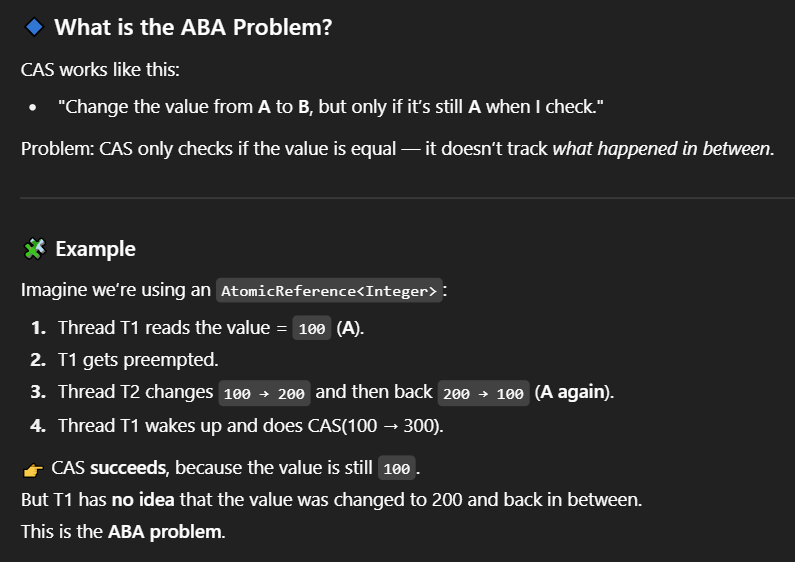 🔷 What is the ABA Problem?
CAS works like this:
• "Change the value from A to B, but only if it's still A when I check."
Problem: CAS only checks if the value is equal — it doesn't track what happened in between.
🧩 Example
Imagine we're using an AtomicReference<Integer>:
1. Thread T1 reads the value = 100 (A).
2. T1 gets preempted.
3. Thread T2 changes 100 → 200 and then back 200 → 100 (A again).
4. Thread T1 wakes up and does CAS(100 → 300).
👉 CAS succeeds, because the value is still 100.
But T1 has no idea that the value was changed to 200 and back in between.
This is the ABA problem.